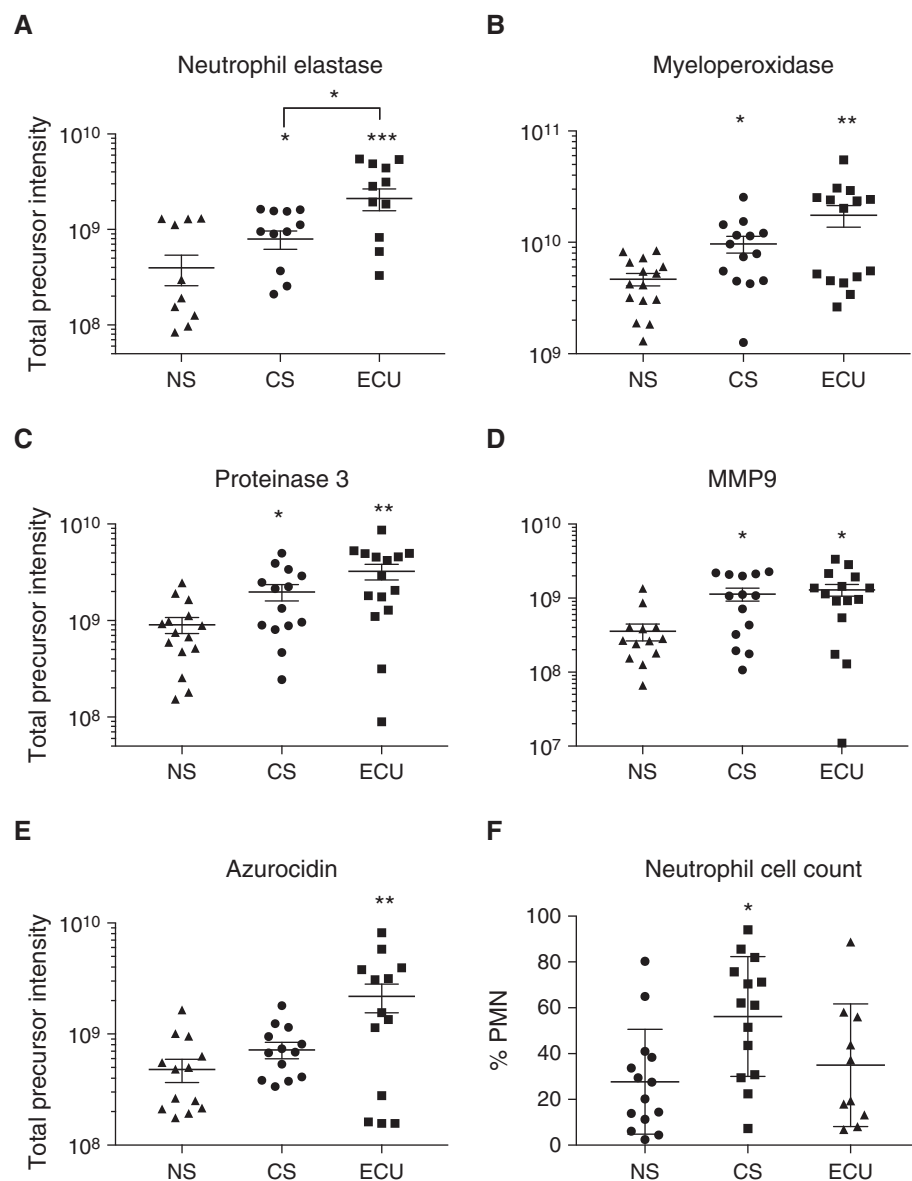 A
Neutrophil elastase
*
* ***
Total precursor intensity
10^10
10^9
10^8
NS CS ECU
B
Myeloperoxidase
* **
10^11
10^10
10^9
NS CS ECU
C
Proteinase 3
* **
Total precursor intensity
10^10
10^9
10^8
NS CS ECU
D
MMP9
* *
10^10
10^9
10^8
10^7
NS CS ECU
E
Azurocidin
**
Total precursor intensity
10^10
10^9
10^8
NS CS ECU
F
Neutrophil cell count
*
% PMN
100
80
60
40
20
0
NS CS ECU